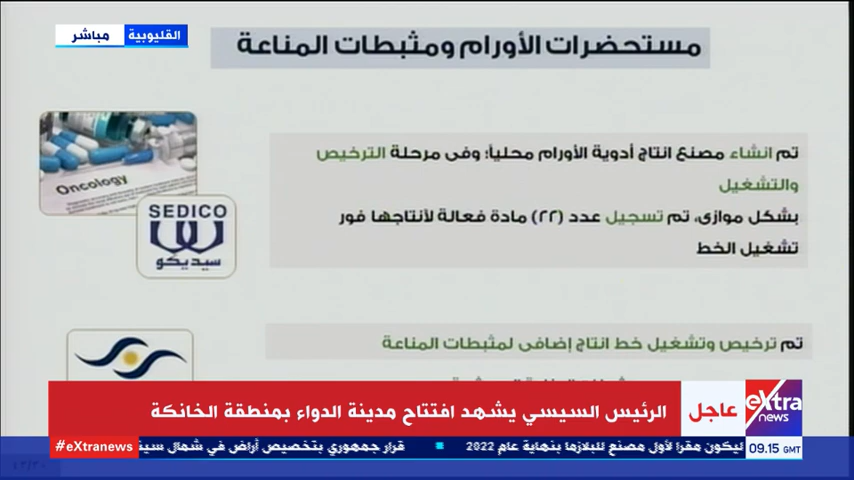 القليوبية
مباشر
مستحضرات الأورام ومثبطات المناعة
Oncology
SEDICO
سيديكو
تم انشاء مصنع انتاج أدوية الأورام محلياً؛ وفى مرحلة الترخيص
والتشغيل
بشكل موازى، تم تسجيل عدد (٢٢) مادة فعالة لأنتاجها فور
تشغيل الخط
تم ترخيص وتشغيل خط انتاج إضافى لمثبطات المناعة
عاجل
الرئيس السيسي يشهد افتتاح مدينة الدواء بمنطقة الخانكة
eXtra
news
#eXtranews
ليكون مقرا لأول مصنع للبلازما بنهاية عام 2022
قرار جمهوري بتخصيص أراض في شمال
09.15 GMT